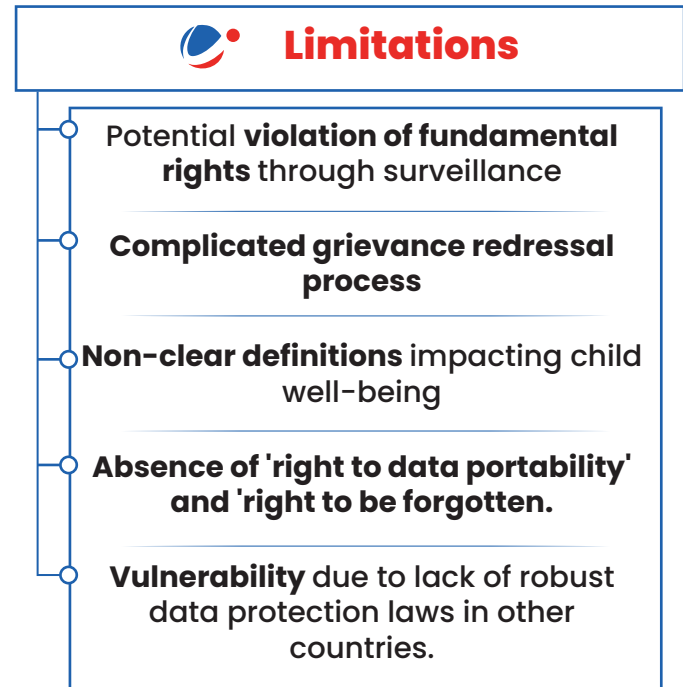 Limitations
Potential violation of fundamental
rights through surveillance
Complicated grievance redressal
process
Non-clear definitions impacting child
well-being
Absence of 'right to data portability'
and 'right to be forgotten.
Vulnerability due to lack of robust
data protection laws in other
countries.